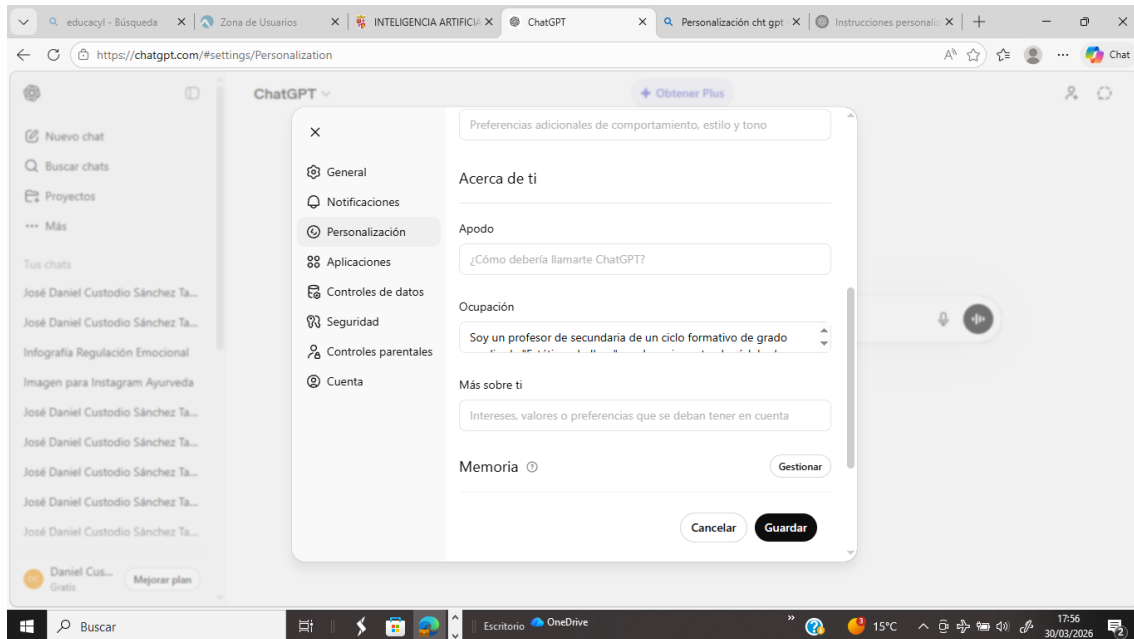 educacyl - Búsqueda
Zona de Usuarios
INTELIGENCIA ARTIFICIA
ChatGPT
Personalización cht gpt
Instrucciones personaliz
https://chatgpt.com/#settings/Personalization
Chat
ChatGPT
Obtener Plus
Nuevo chat
Buscar chats
Proyectos
Más
Tus chats
José Daniel Custodio Sánchez Ta...
José Daniel Custodio Sánchez Ta...
Infografía Regulación Emocional
Imagen para Instagram Ayurveda
José Daniel Custodio Sánchez Ta...
José Daniel Custodio Sánchez Ta...
José Daniel Custodio Sánchez Ta...
José Daniel Custodio Sánchez Ta...
José Daniel Custodio Sánchez Ta...
Daniel Cus...
Gratis
Mejorar plan
General
Notificaciones
Personalización
Aplicaciones
Controles de datos
Seguridad
Controles parentales
Cuenta
Preferencias adicionales de comportamiento, estilo y tono
Acerca de ti
Apodo
¿Cómo debería llamarte ChatGPT?
Ocupación
Soy un profesor de secundaria de un ciclo formativo de grado
Más sobre ti
Intereses, valores o preferencias que se deban tener en cuenta
Memoria
Gestionar
Cancelar
Guardar
Buscar
Escritorio
OneDrive
15°C
17:56
30/03/2026